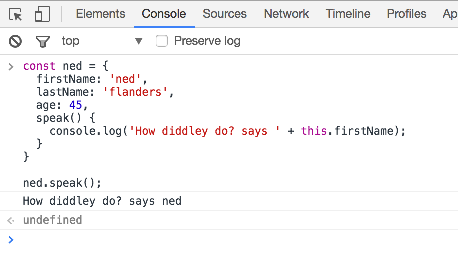 Elements Console Sources Network Timeline Profiles Ap
top Preserve log
const ned = {
  firstName: 'ned',
  lastName: 'flanders',
  age: 45,
  speak() {
    console.log('How diddley do? says ' + this.firstName);
  }
}

ned.speak();
How diddley do? says ned
undefined